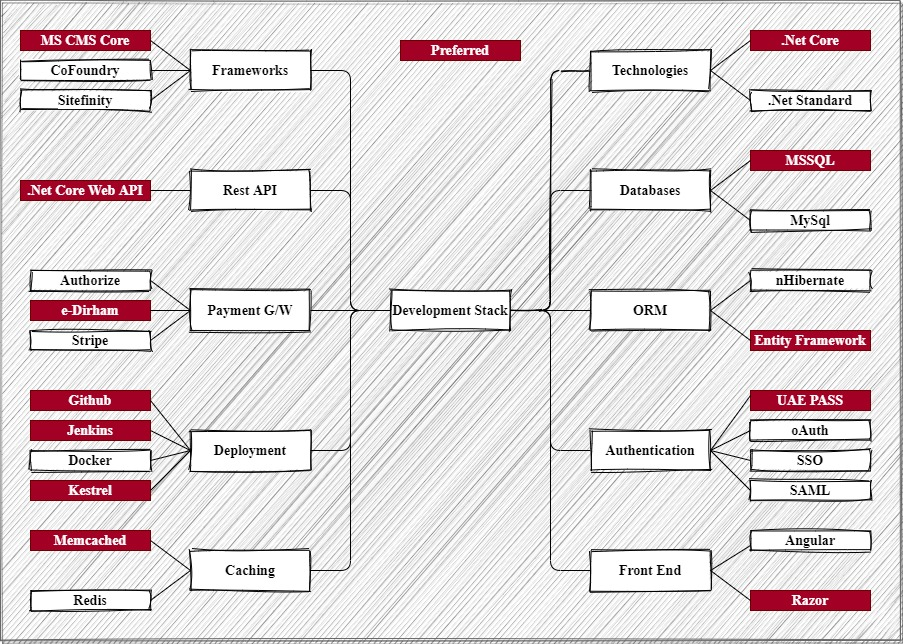 MS CMS Core
CoFoundry
Sitefinity
Frameworks
Preferred
Technologies
.Net Core
.Net Standard
.Net Core Web API
Rest API
Databases
MSSQL
MySql
Authorize
e-Dirham
Stripe
Payment G/W
Development Stack
ORM
nHibernate
Entity Framework
Github
Jenkins
Docker
Kestrel
Deployment
Authentication
UAE PASS
oAuth
SSO
SAML
Memcached
Redis
Caching
Front End
Angular
Razor